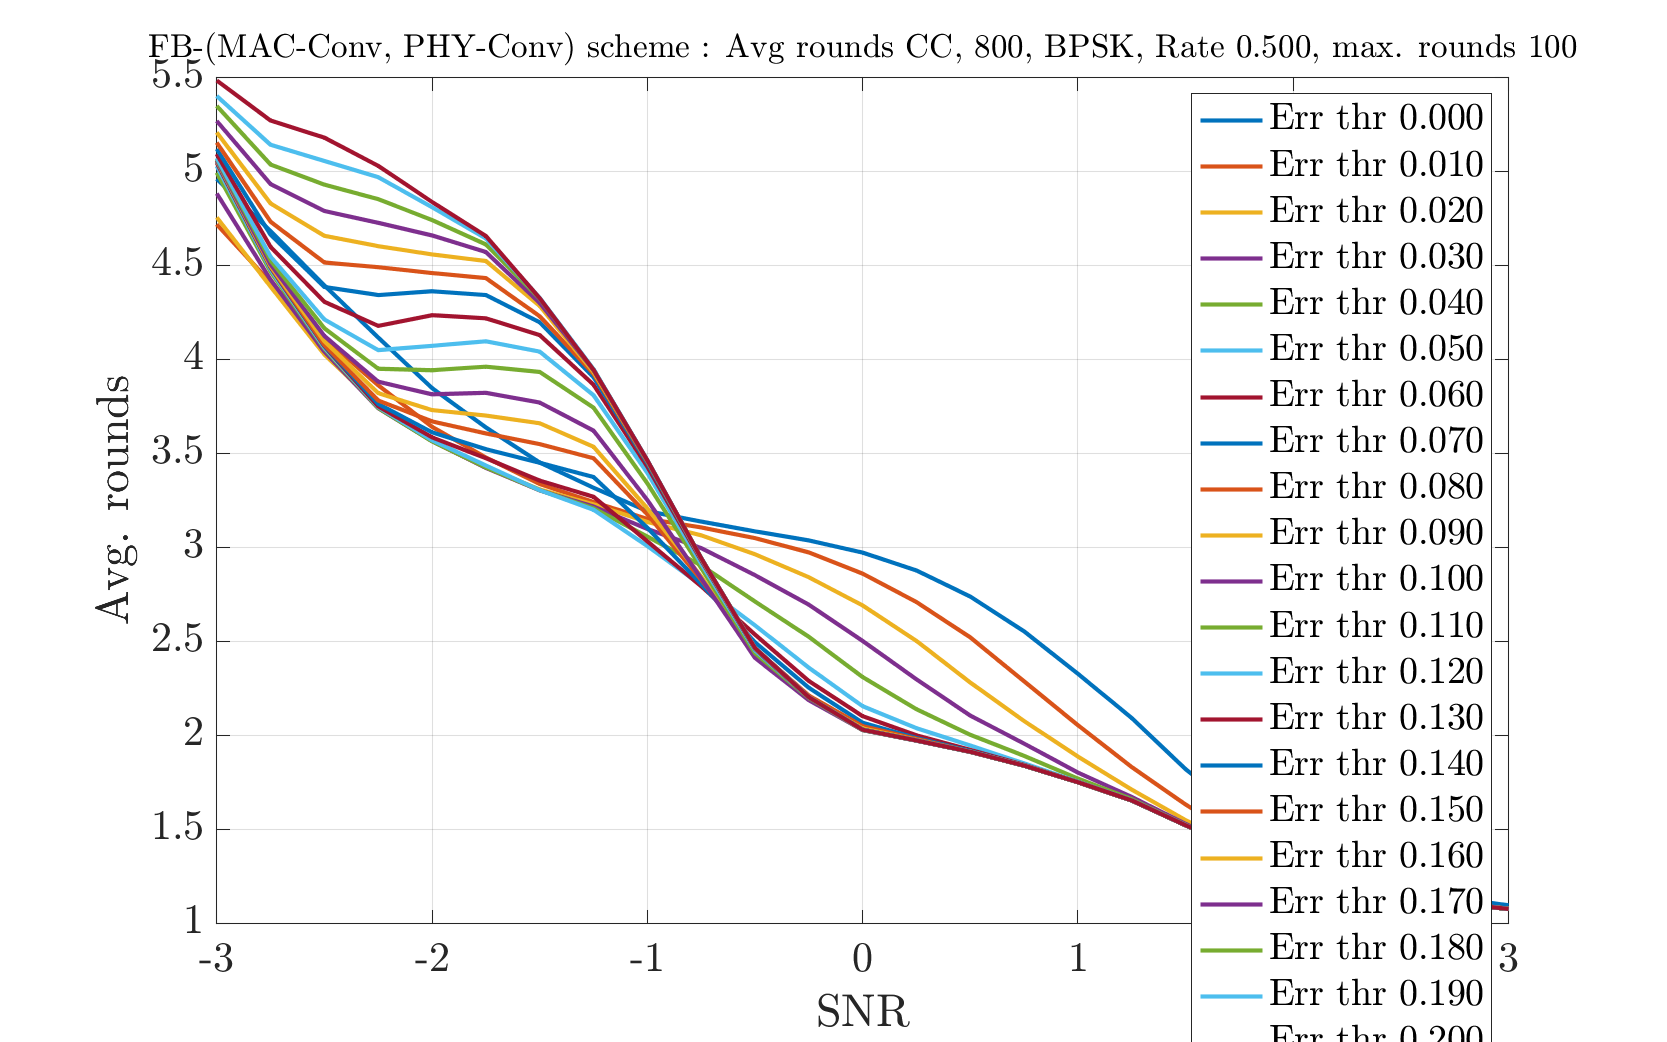 FB-(MAC-Conv, PHY-Conv) scheme : Avg rounds CC, 800, BPSK, Rate 0.500, max. rounds 100
5.5
5
4.5
4
3.5
3
2.5
2
1.5
1
Avg. rounds
-3
-2
-1
0
1
3
SNR
Err thr 0.000
Err thr 0.010
Err thr 0.020
Err thr 0.030
Err thr 0.040
Err thr 0.050
Err thr 0.060
Err thr 0.070
Err thr 0.080
Err thr 0.090
Err thr 0.100
Err thr 0.110
Err thr 0.120
Err thr 0.130
Err thr 0.140
Err thr 0.150
Err thr 0.160
Err thr 0.170
Err thr 0.180
Err thr 0.190
Err thr 0.200